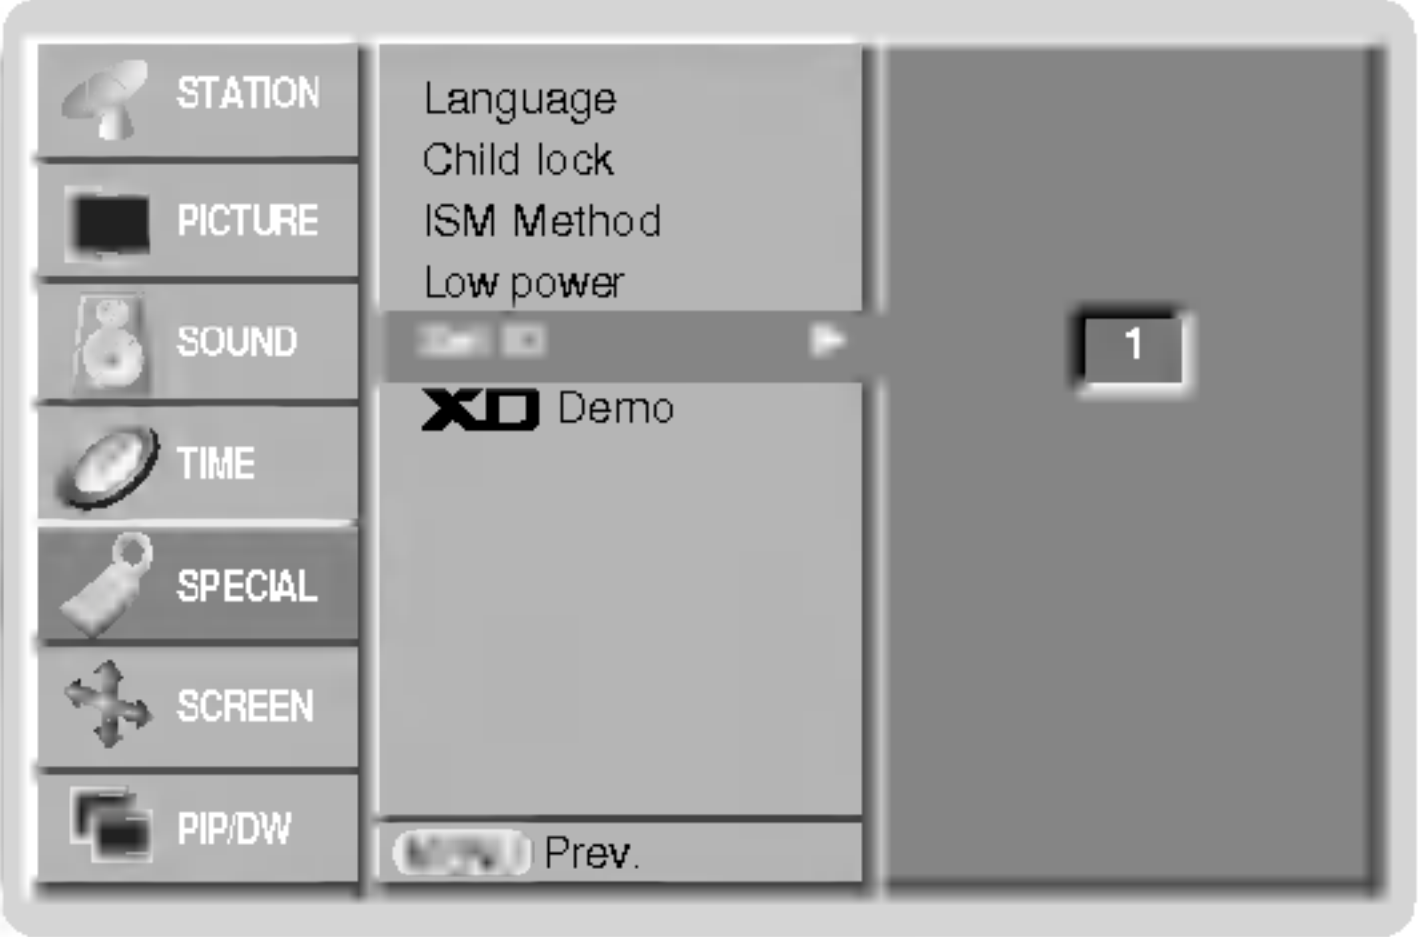 STATION
PICTURE
SOUND
TIME
SPECIAL
SCREEN
PIP/DW
Language
Child lock
ISM Method
Low power
XD Demo
Prev.
1